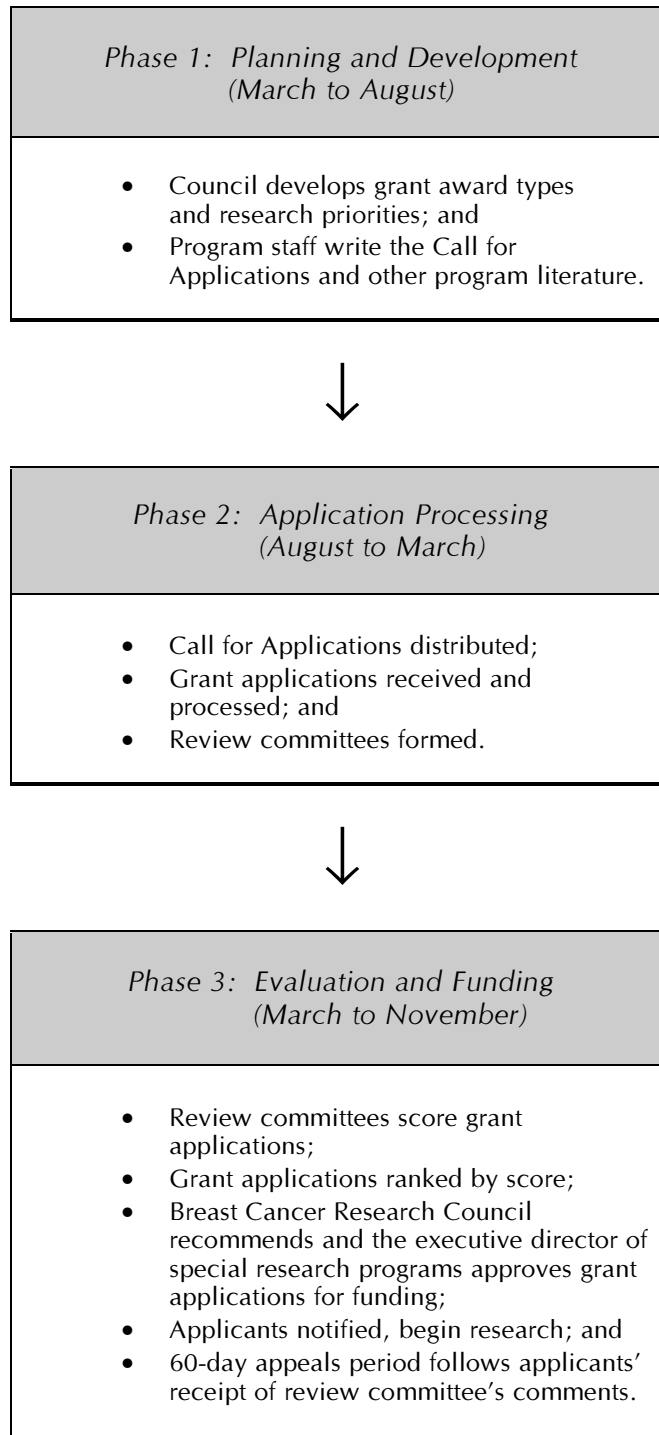 Phase 1: Planning and Development
(March to August)
• Council develops grant award types
and research priorities; and
• Program staff write the Call for
Applications and other program literature.
Phase 2: Application Processing
(August to March)
• Call for Applications distributed;
• Grant applications received and
processed; and
• Review committees formed.
Phase 3: Evaluation and Funding
(March to November)
• Review committees score grant
applications;
• Grant applications ranked by score;
• Breast Cancer Research Council
recommends and the executive director of
special research programs approves grant
applications for funding;
• Applicants notified, begin research; and
• 60-day appeals period follows applicants’
receipt of review committee’s comments.